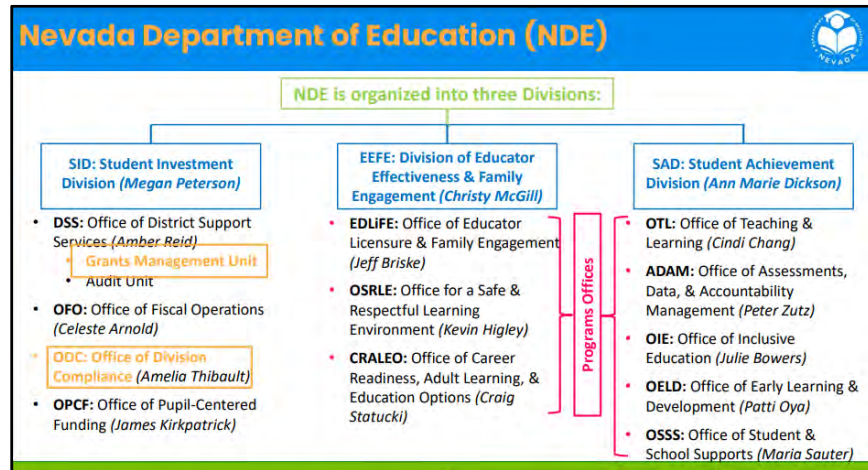 Nevada Department of Education (NDE)
NEVADA
NDE is organized into three Divisions:
SID: Student Investment
Division (Megan Peterson)
• DSS: Office of District Support
Services (Amber Reid)
• Grants Management Unit
• Audit Unit
• OFO: Office of Fiscal Operations
(Celeste Arnold)
• ODC: Office of Division
Compliance (Amelia Thibault)
• OPCF: Office of Pupil-Centered
Funding (James Kirkpatrick)
EEFE: Division of Educator
Effectiveness & Family
Engagement (Christy McGill)
• EDLiFE: Office of Educator
Licensure & Family Engagement
(Jeff Briske)
• OSRLE: Office for a Safe &
Respectful Learning
Environment (Kevin Higley)
• CRALEO: Office of Career
Readiness, Adult Learning, &
Education Options (Craig
Statucki)
Programs Offices
SAD: Student Achievement
Division (Ann Marie Dickson)
• OTL: Office of Teaching &
Learning (Cindi Chang)
• ADAM: Office of Assessments,
Data, & Accountability
Management (Peter Zutz)
• OIE: Office of Inclusive
Education (Julie Bowers)
• OELD: Office of Early Learning &
Development (Patti Oya)
• OSSS: Office of Student &
School Supports (Maria Sauter)